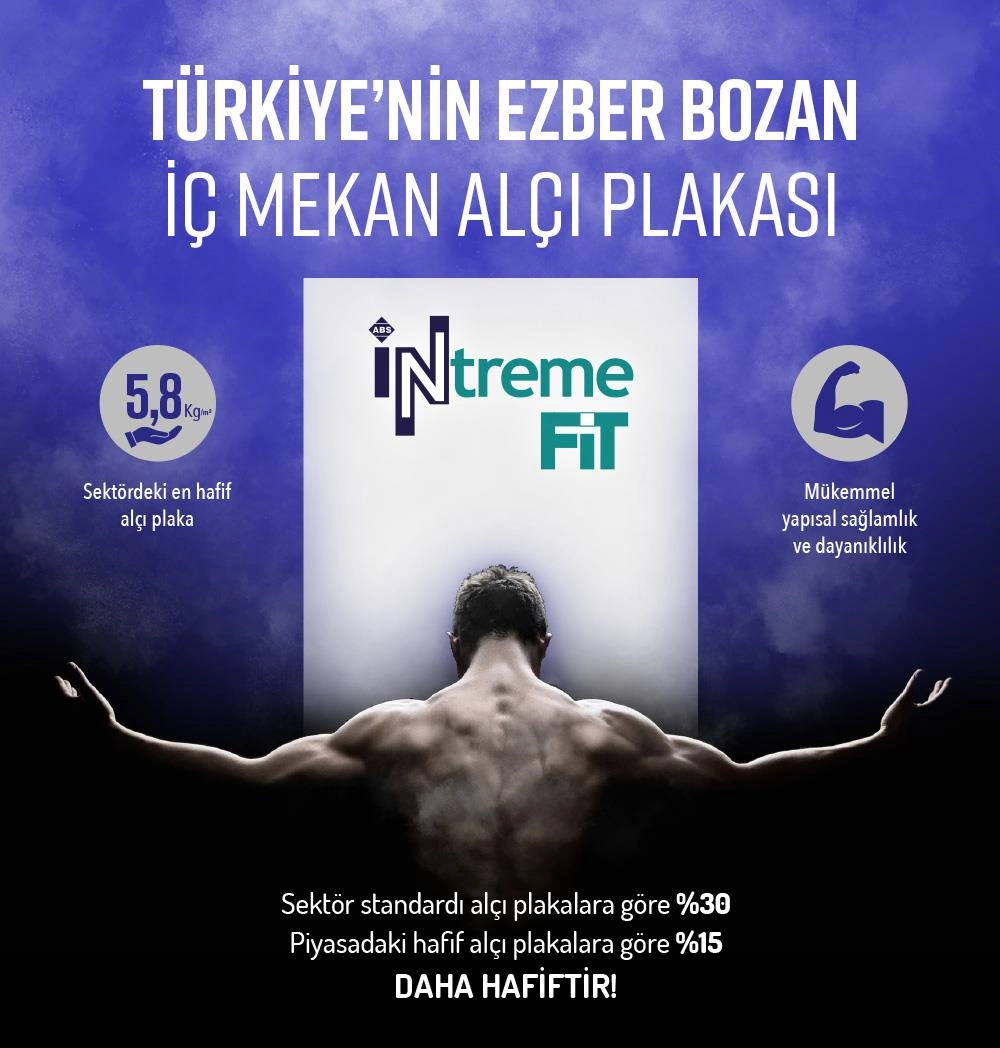 TÜRKİYE'NİN EZBER BOZAN
İÇ MEKAN ALÇI PLAKASI
ABS
iNtreme
FiT
5,8 Kg/m²
Sektördeki en hafif
alçı plaka
Mükemmel
yapısal sağlamlık
ve dayanıklılık
Sektör standardı alçı plakalara göre %30
Piyasadaki hafif alçı plakalara göre %15
DAHA HAFİFTİR!